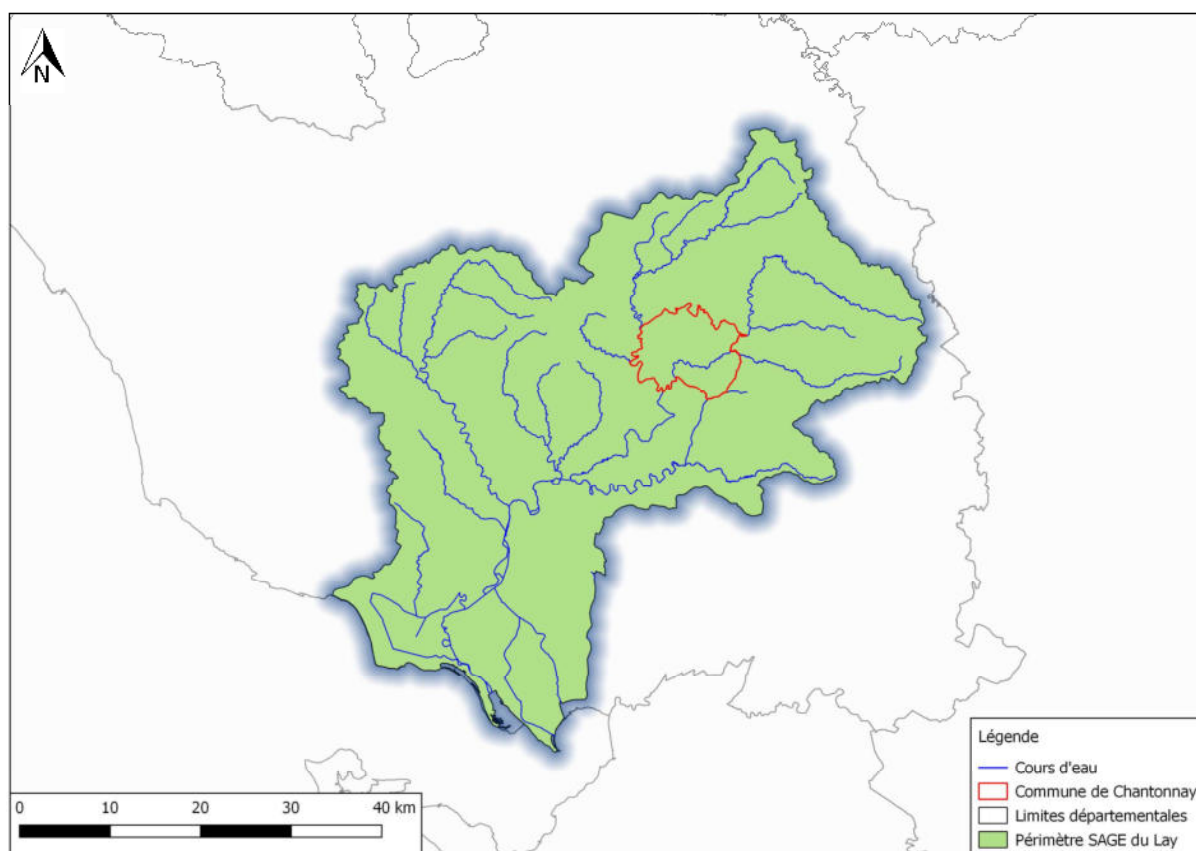 N
Légende
Cours d'eau
Commune de Chantonnay
Limites départementales
Périmètre SAGE du Lay
0 10 20 30 40 km